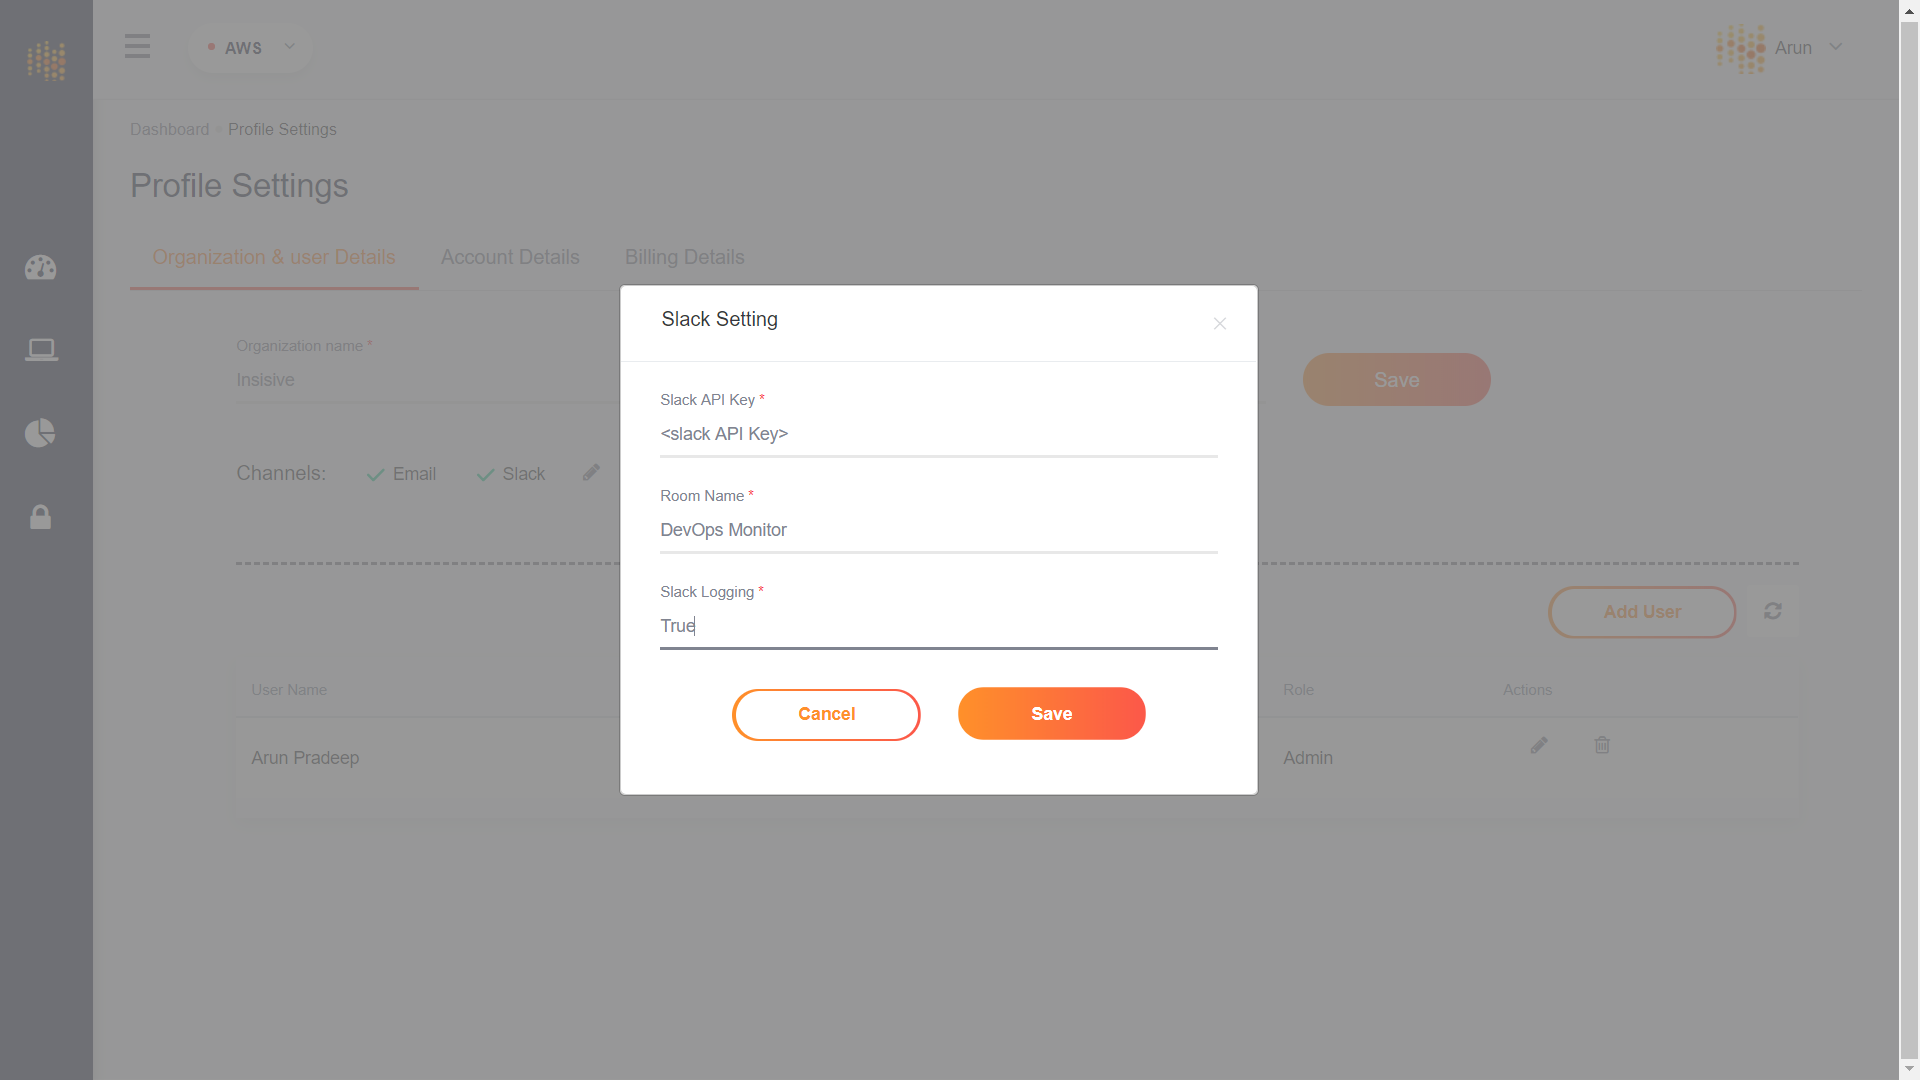 AWS
Arun
Dashboard Profile Settings
Profile Settings
Organization & user Details Account Details Billing Details
Slack Setting
Organization name *
Insisive
Save
Slack API Key *
<slack API Key>
Channels: Email Slack
Room Name *
DevOps Monitor
Slack Logging *
True
Add User
User Name Role Actions
Cancel Save
Arun Pradeep Admin